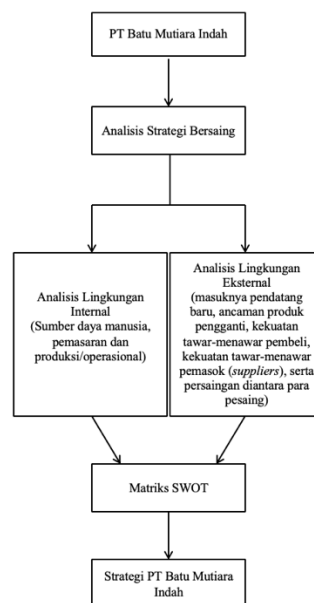 PT Batu Mutiara Indah
Analisis Strategi Bersaing
Analisis Lingkungan
Internal
(Sumber daya manusia,
pemasaran dan
produksi/operasional)
Analisis Lingkungan
Eksternal
(masuknya pendatang
baru, ancaman produk
pengganti, kekuatan
tawar-menawar pembeli,
kekuatan tawar-menawar
pemasok (suppliers), serta
persaingan diantara para
pesaing)
Matriks SWOT
Strategi PT Batu Mutiara
Indah